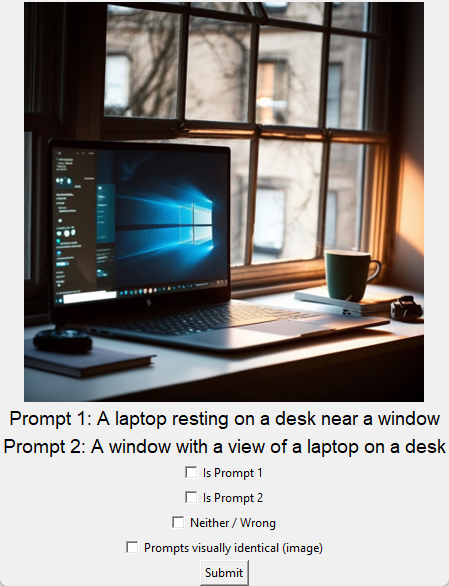 Prompt 1: A laptop resting on a desk near a window
Prompt 2: A window with a view of a laptop on a desk
Is Prompt 1
Is Prompt 2
Neither / Wrong
Prompts visually identical (image)
Submit